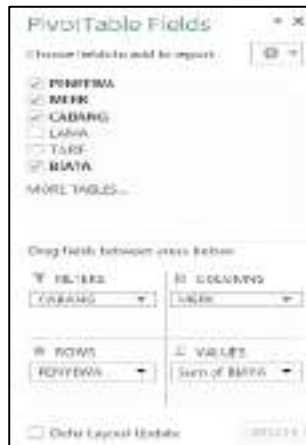 PivotTable Fields
Choose fields to add to report:
PENYEWA
MERK
CABANG
LAMA
TARIF
BIAYA
MORE TABLES...
Drag fields between areas below:
FILTERS
COLUMNS
CABANG
MERK
ROWS
VALUES
PENYEWA
Sum of BIAYA
Defer Layout Update
UPDATE